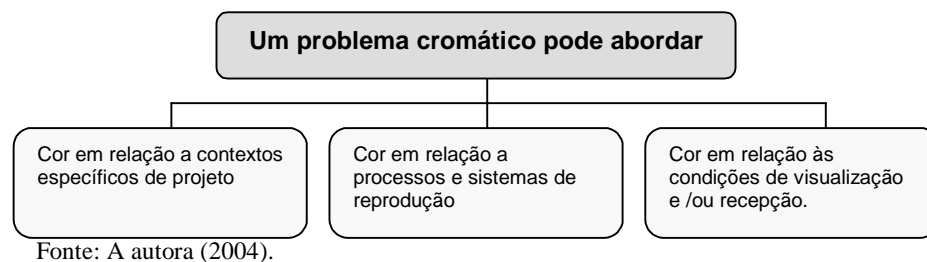 Um problema cromático pode abordar
Cor em relação a contextos
específicos de projeto
Cor em relação a
processos e sistemas de
reprodução
Cor em relação às
condições de visualização
e /ou recepção.
Fonte: A autora (2004).